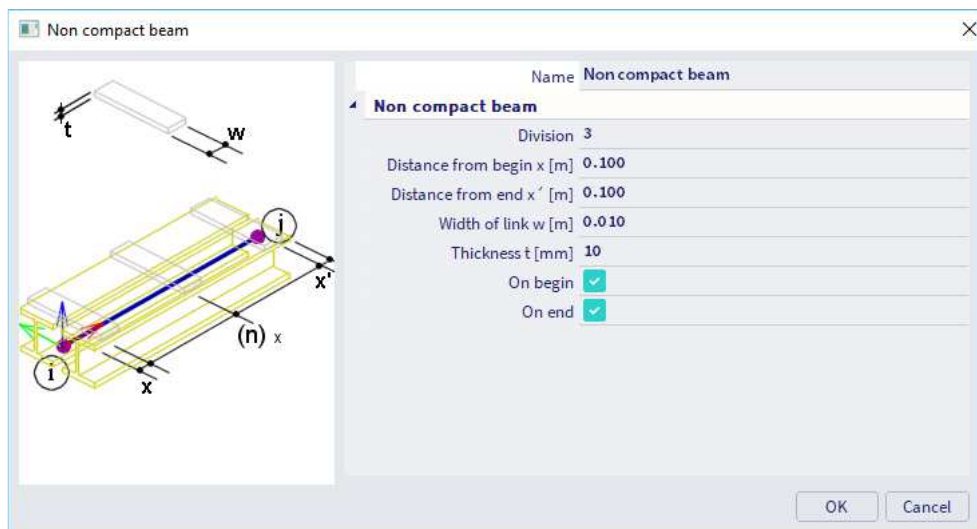 Non compact beam
t
w
j
x'
(n) x
x
i
Name Non compact beam
Non compact beam
Division 3
Distance from begin x [m] 0.100
Distance from end x´ [m] 0.100
Width of link w [m] 0.010
Thickness t [mm] 10
On begin
On end
OK Cancel